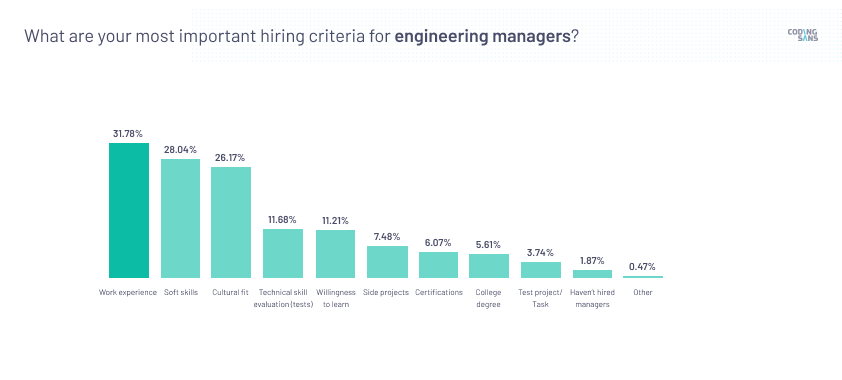 What are your most important hiring criteria for engineering managers?
CODING
SANS
31.78%
28.04%
26.17%
11.68%
11.21%
7.48%
6.07%
5.61%
3.74%
1.87%
0.47%
Work experience
Soft skills
Cultural fit
Technical skill
evaluation (tests)
Willingness
to learn
Side projects
Certifications
College
degree
Test project/
Task
Haven't hired
managers
Other